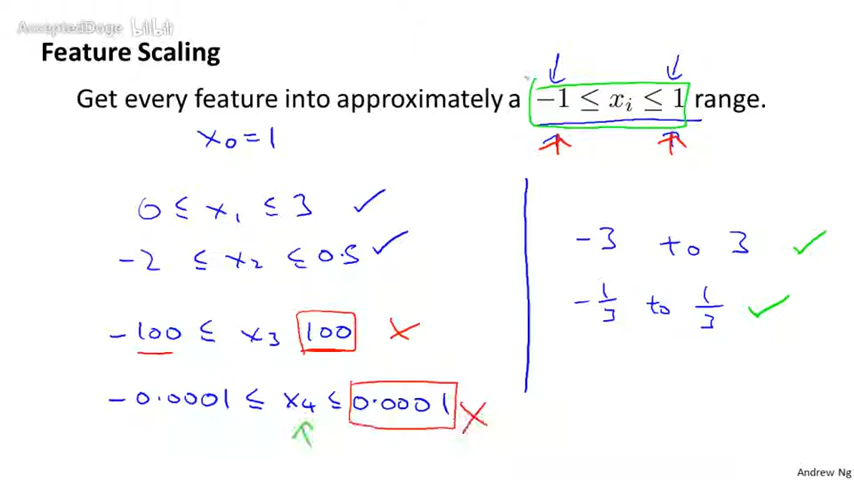 AcceptedDoge bilibili
Feature Scaling
Get every feature into approximately a −1 ≤ xᵢ ≤ 1 range.
x₀ = 1
0 ≤ x₁ ≤ 3 ✓
−2 ≤ x₂ ≤ 0.5 ✓
−100 ≤ x₃ 100 ×
−0.0001 ≤ x₄ ≤ 0.0001 ×
−3 to 3 ✓
−1/3 to 1/3 ✓
Andrew Ng